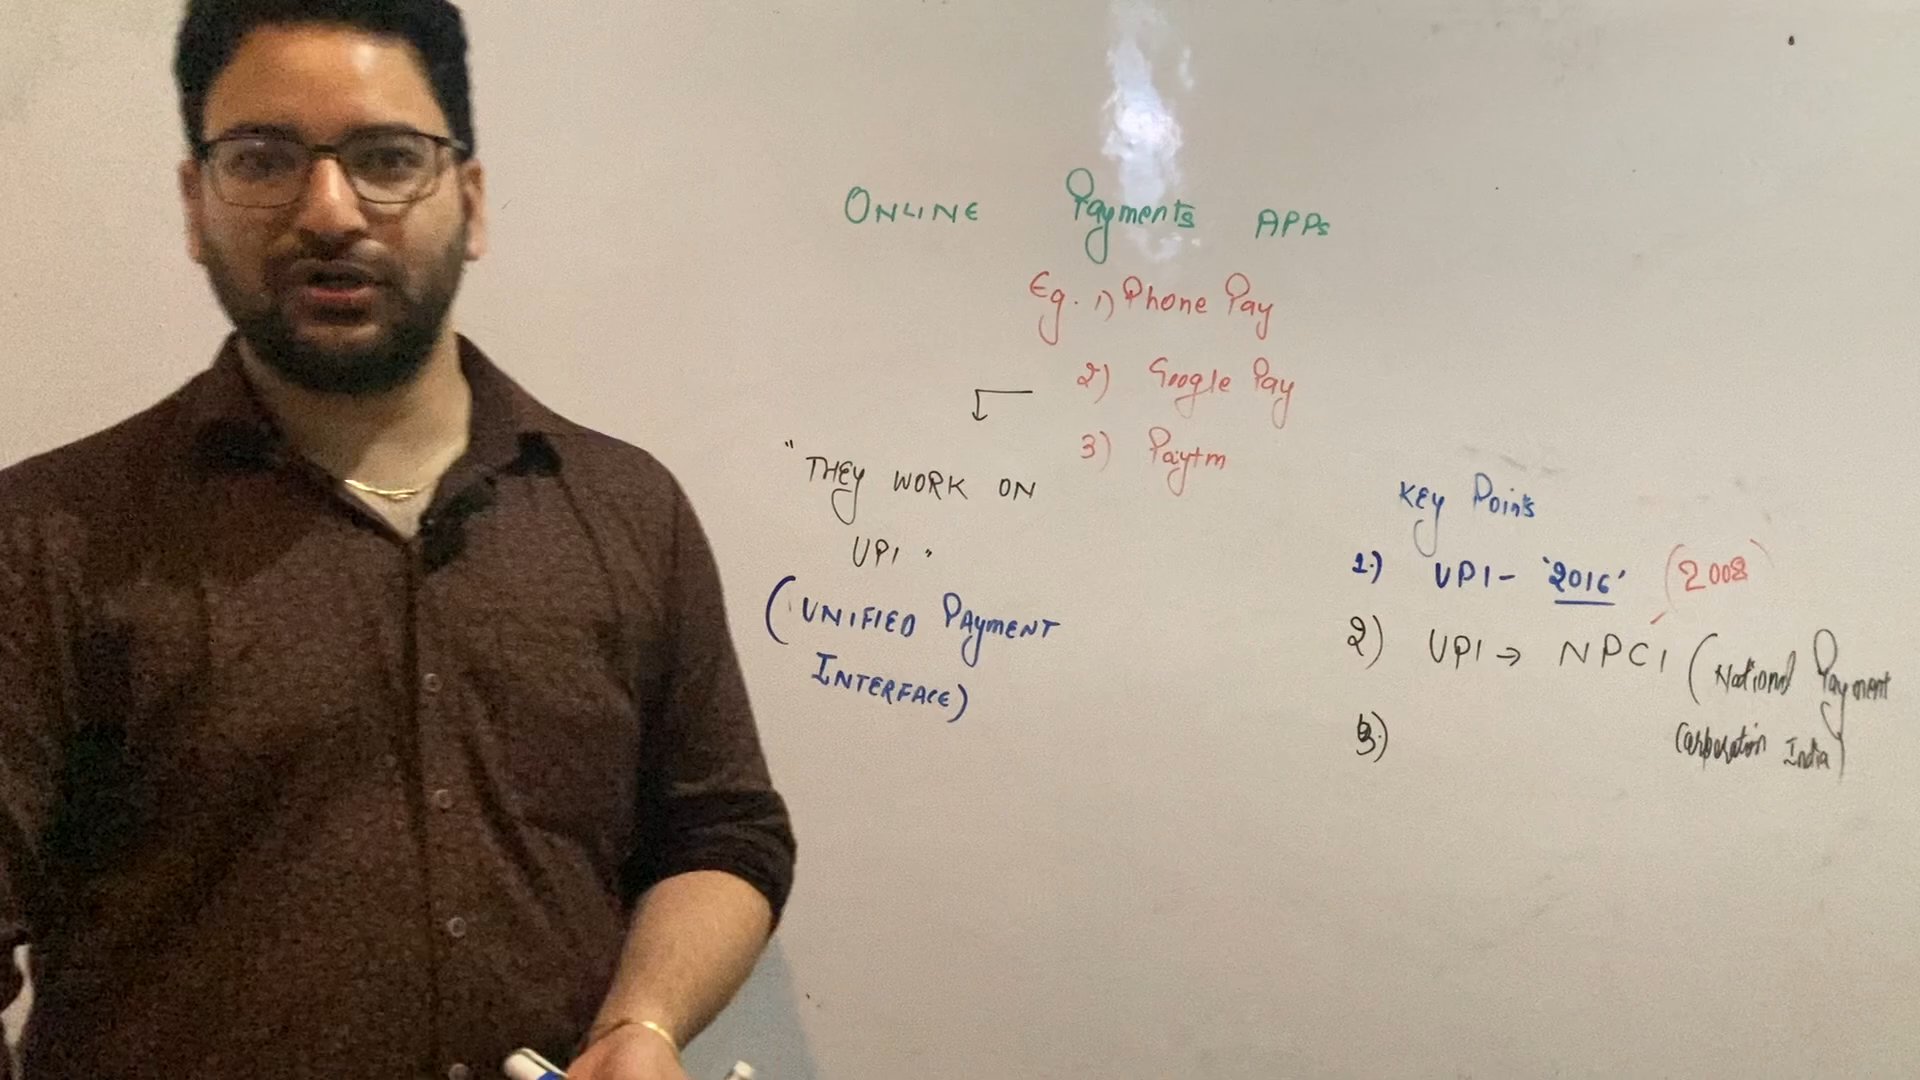 ONLINE Payments APPs
Eg. 1) Phone Pay
2) Google Pay
3) Paytm
"THEY WORK ON
UPI"
(UNIFIED PAYMENT
INTERFACE)
KEY Points
1.) UPI - '2016' (2008)
2) UPI → NPCI (National Payment
Corporation India)
3)